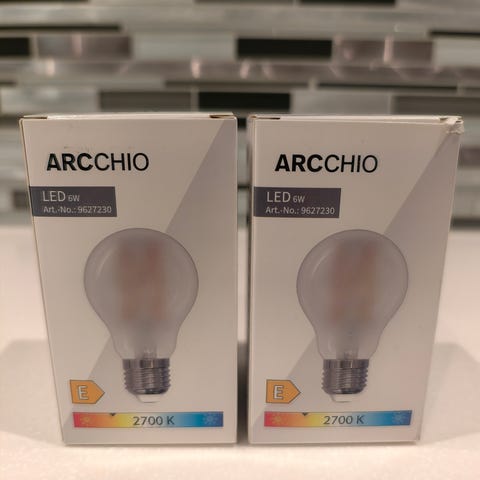 ARCCHIO
LED 6W
Art.-No.: 9627230
E
2700 K
ARCCHIO
LED 6W
Art.-No.: 9627230
E
2700 K